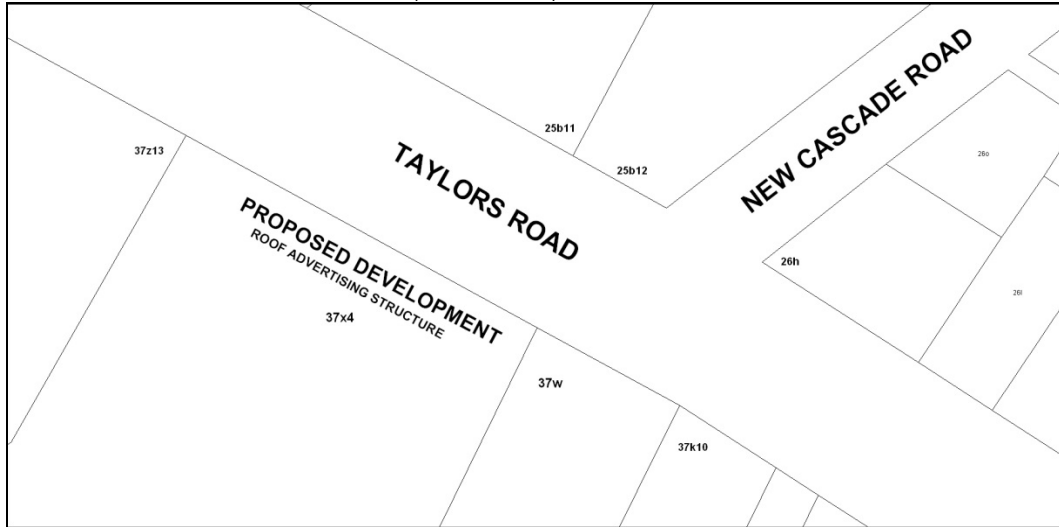 25b11
37z13
25b12
TAYLORS ROAD
NEW CASCADE ROAD
26o
PROPOSED DEVELOPMENT
ROOF ADVERTISING STRUCTURE
26h
26l
37x4
37w
37k10